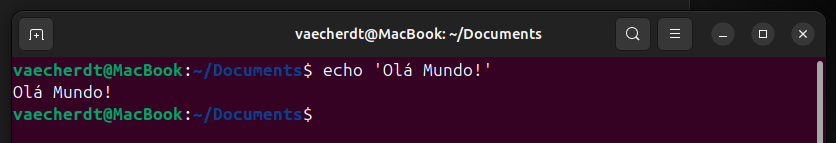 vaecherdt@MacBook: ~/Documents
vaecherdt@MacBook:~/Documents$ echo 'Olá Mundo!'
Olá Mundo!
vaecherdt@MacBook:~/Documents$